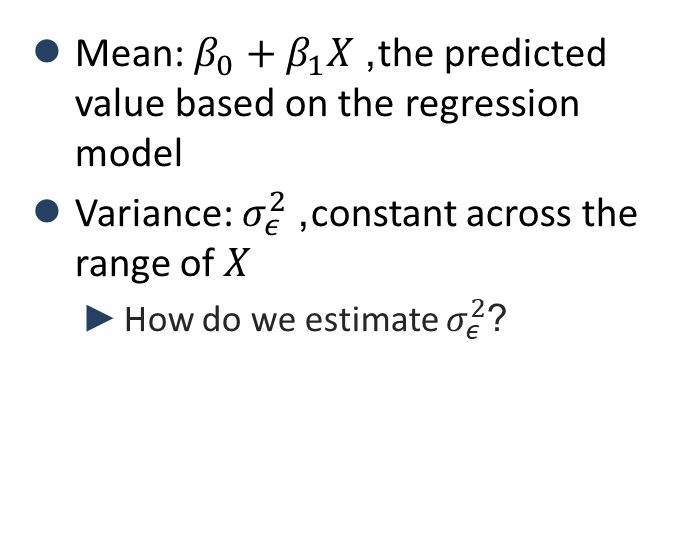 ● Mean: β₀ + β₁X ,the predicted
value based on the regression
model
● Variance: σ²_ϵ ,constant across the
range of X
► How do we estimate σ²_ϵ?